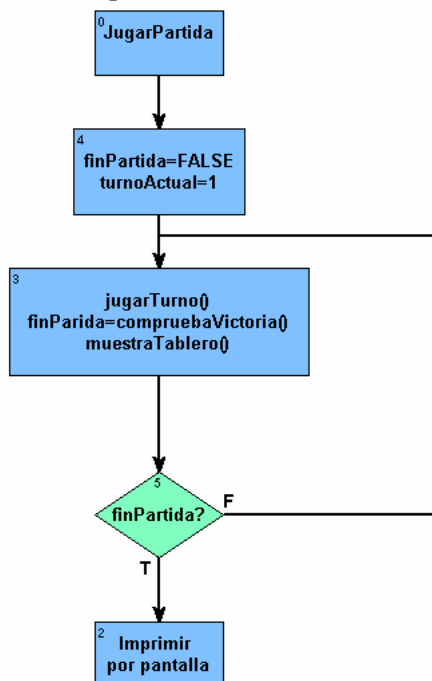 0
JugarPartida
4
finPartida=FALSE
turnoActual=1
3
jugarTurno()
finParida=compruebaVictoria()
muestraTablero()
5
finPartida?
F
T
2
Imprimir
por pantalla